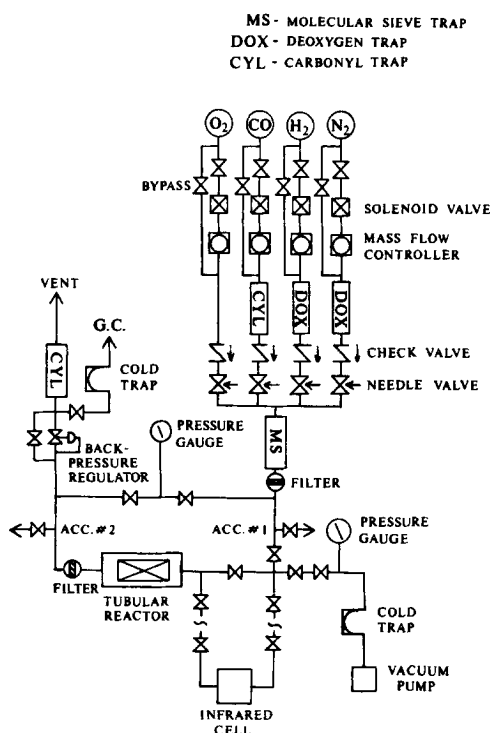 MS - MOLECULAR SIEVE TRAP
DOX - DEOXYGEN TRAP
CYL - CARBONYL TRAP
O2 CO H2 N2
BYPASS
SOLENOID VALVE
MASS FLOW
CONTROLLER
VENT
G.C.
CYL DOX DOX
CYL
COLD
TRAP
CHECK VALVE
NEEDLE VALVE
PRESSURE
GAUGE
BACK-
PRESSURE
REGULATOR
MS
FILTER
ACC.#2
ACC.#1
PRESSURE
GAUGE
FILTER
TUBULAR
REACTOR
COLD
TRAP
VACUUM
PUMP
INFRARED
CELL